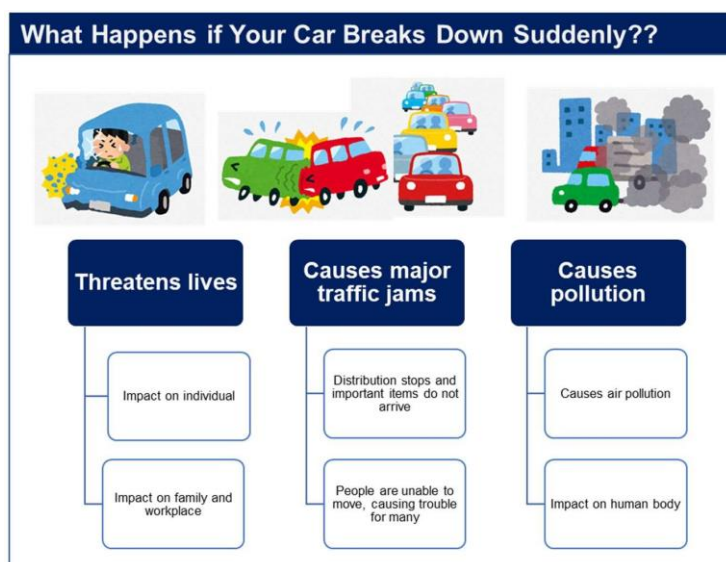 What Happens if Your Car Breaks Down Suddenly??
Threatens lives
Impact on individual
Impact on family and
workplace
Causes major
traffic jams
Distribution stops and
important items do not
arrive
People are unable to
move, causing trouble
for many
Causes
pollution
Causes air pollution
Impact on human body